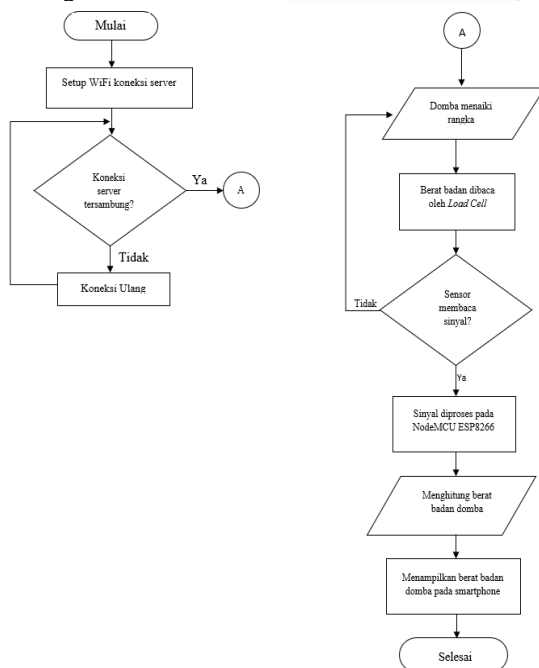 Mulai
Setup WiFi koneksi server
Koneksi
server
tersambung?
Ya
A
Tidak
Koneksi Ulang
A
Domba menaiki
rangka
Berat badan dibaca
oleh Load Cell
Sensor
membaca
sinyal?
Tidak
Ya
Sinyal diproses pada
NodeMCU ESP8266
Menghitung berat
badan domba
Menampilkan berat badan
domba pada smartphone
Selesai